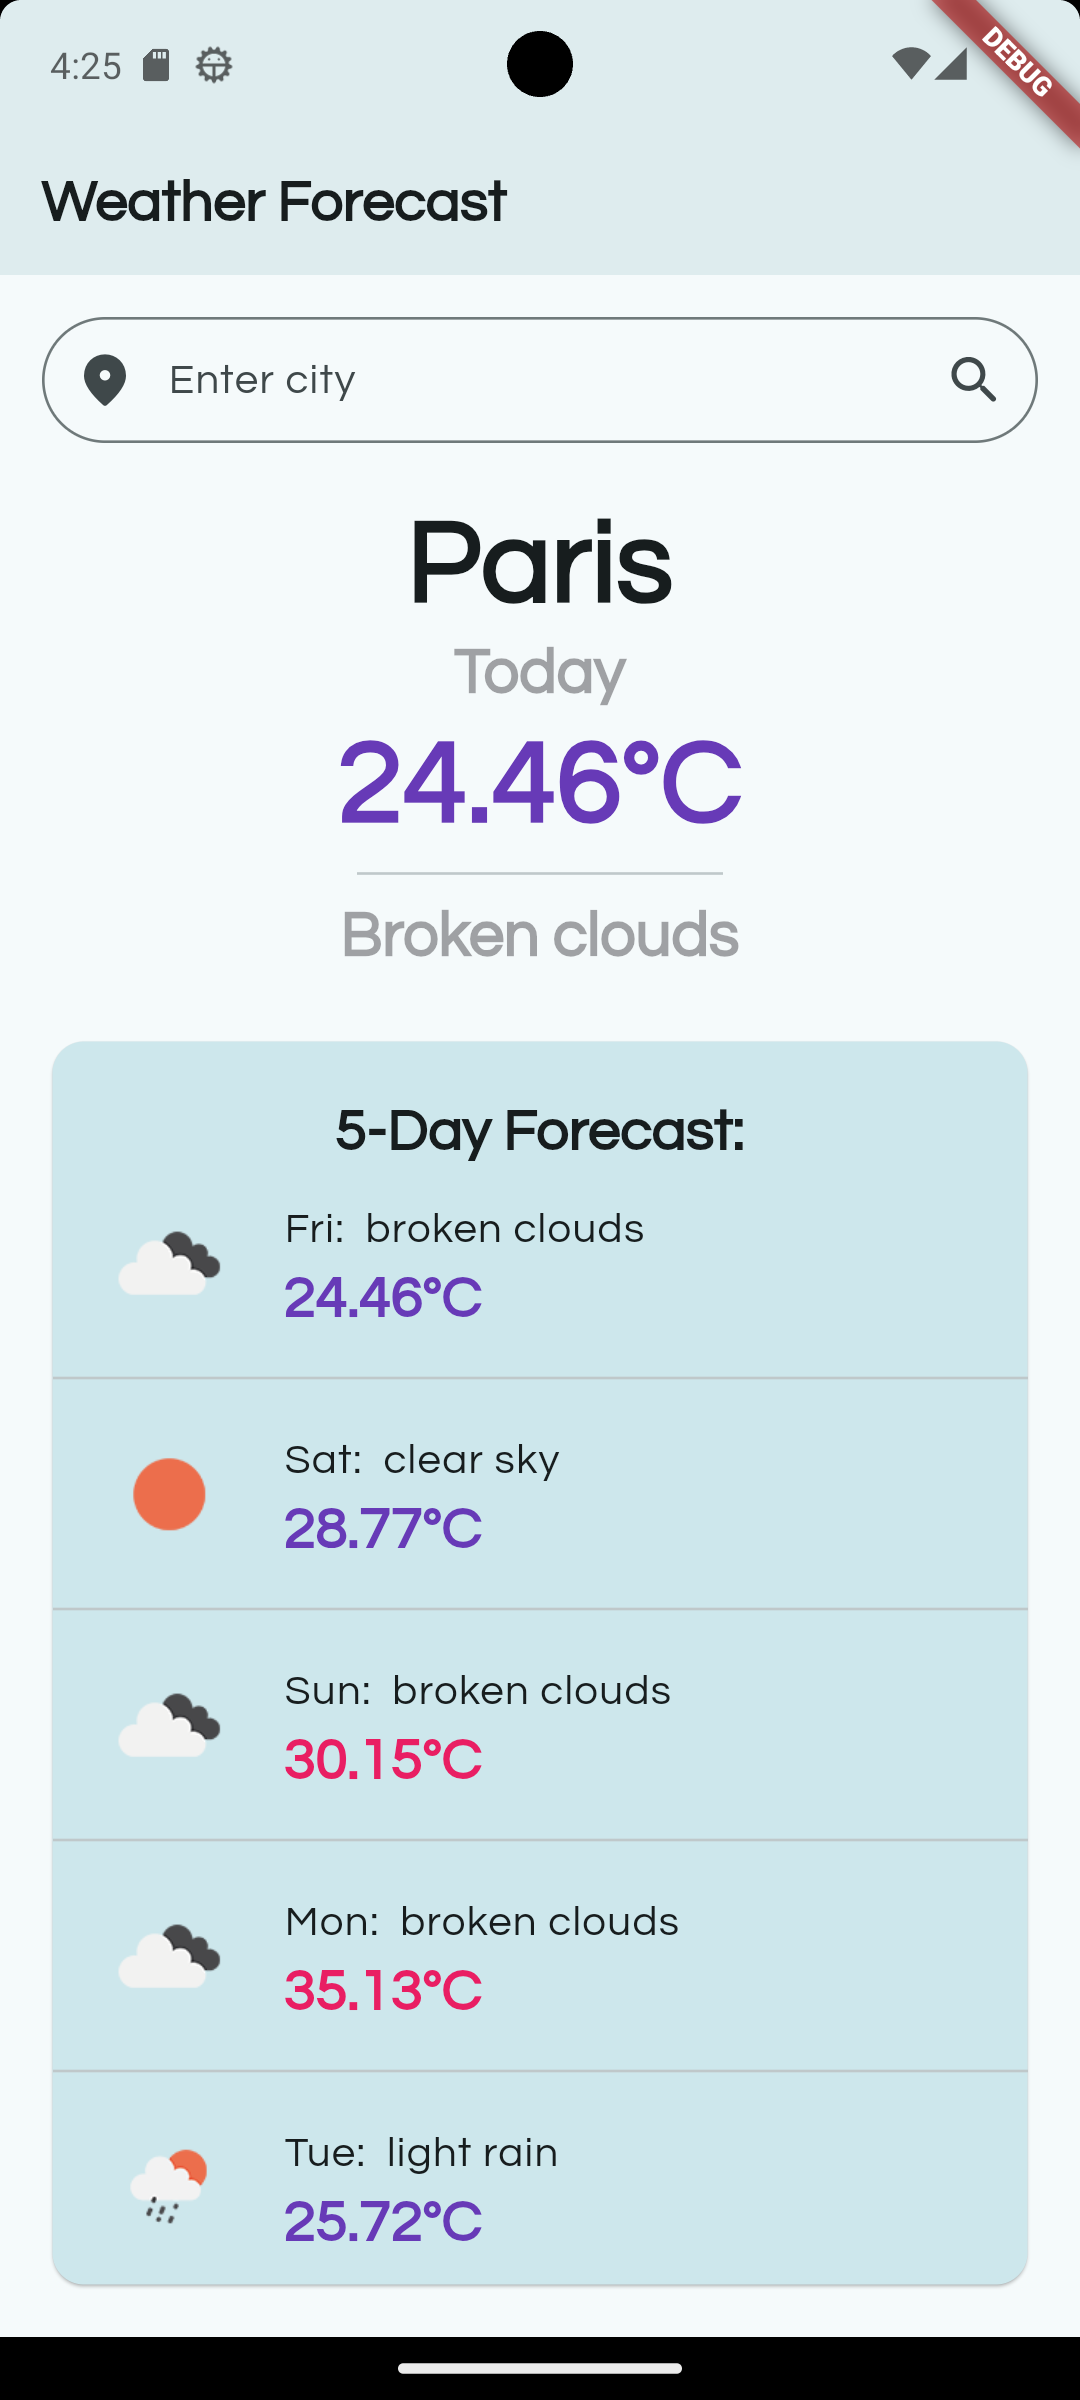 4:25
DEBUG
Weather Forecast
Enter city
Paris
Today
24.46°C
Broken clouds
5-Day Forecast:
Fri:  broken clouds
24.46°C
Sat:  clear sky
28.77°C
Sun:  broken clouds
30.15°C
Mon:  broken clouds
35.13°C
Tue:  light rain
25.72°C